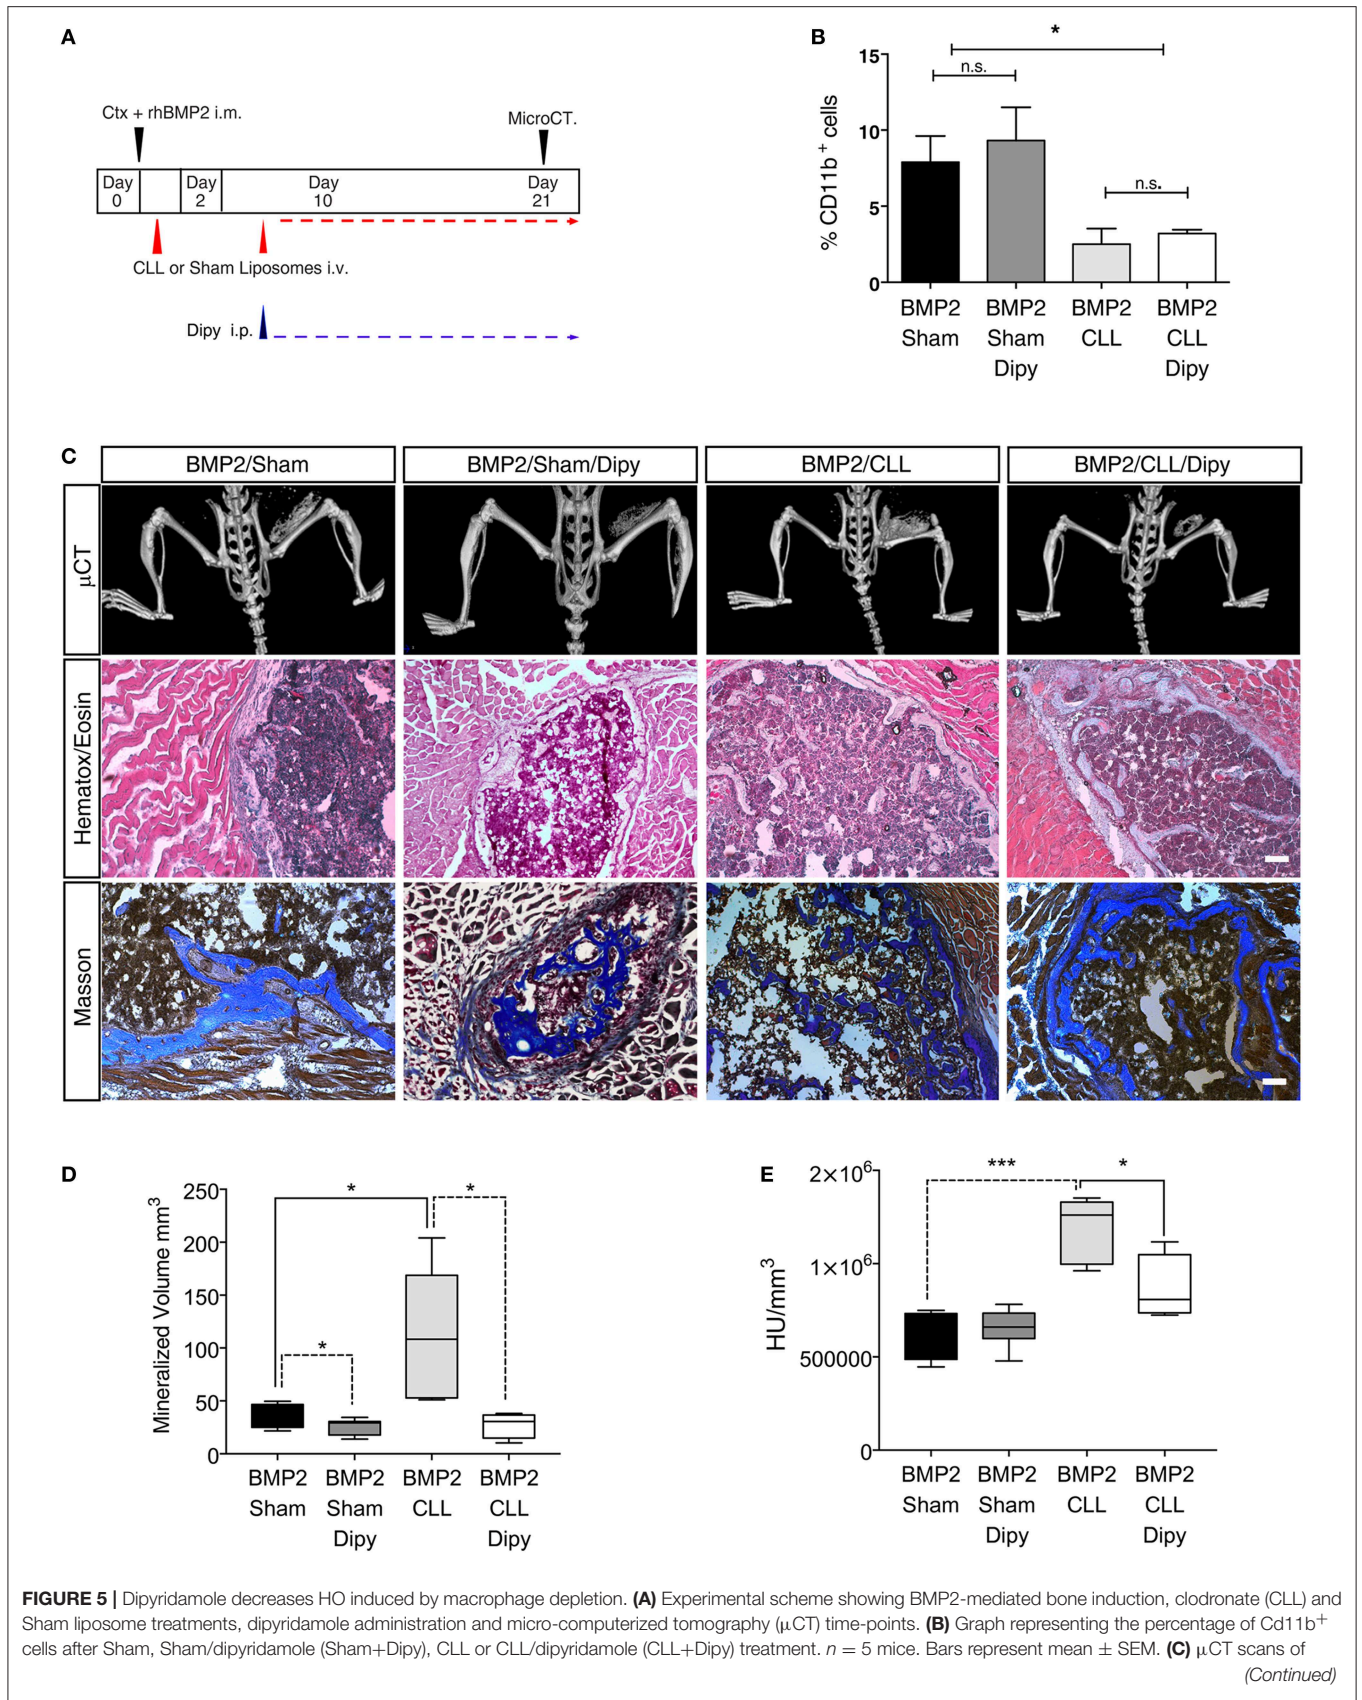 A
Ctx + rhBMP2 i.m.
MicroCT.
Day 0
Day 2
Day 10
Day 21
CLL or Sham Liposomes i.v.
Dipy i.p.
B
% CD11b + cells
15
10
5
0
*
n.s.
n.s.
BMP2 Sham
BMP2 Sham Dipy
BMP2 CLL
BMP2 CLL Dipy
C
BMP2/Sham
BMP2/Sham/Dipy
BMP2/CLL
BMP2/CLL/Dipy
µCT
Hematox/Eosin
Masson
D
Mineralized Volume mm³
250
200
150
100
50
0
*
*
*
BMP2 Sham
BMP2 Sham Dipy
BMP2 CLL
BMP2 CLL Dipy
E
HU/mm³
2×10⁶
1×10⁶
500000
0
***
*
BMP2 Sham
BMP2 Sham Dipy
BMP2 CLL
BMP2 CLL Dipy
FIGURE 5 | Dipyridamole decreases HO induced by macrophage depletion. (A) Experimental scheme showing BMP2-mediated bone induction, clodronate (CLL) and
Sham liposome treatments, dipyridamole administration and micro-computerized tomography (µCT) time-points. (B) Graph representing the percentage of Cd11b⁺
cells after Sham, Sham/dipyridamole (Sham+Dipy), CLL or CLL/dipyridamole (CLL+Dipy) treatment. n = 5 mice. Bars represent mean ± SEM. (C) µCT scans of
(Continued)